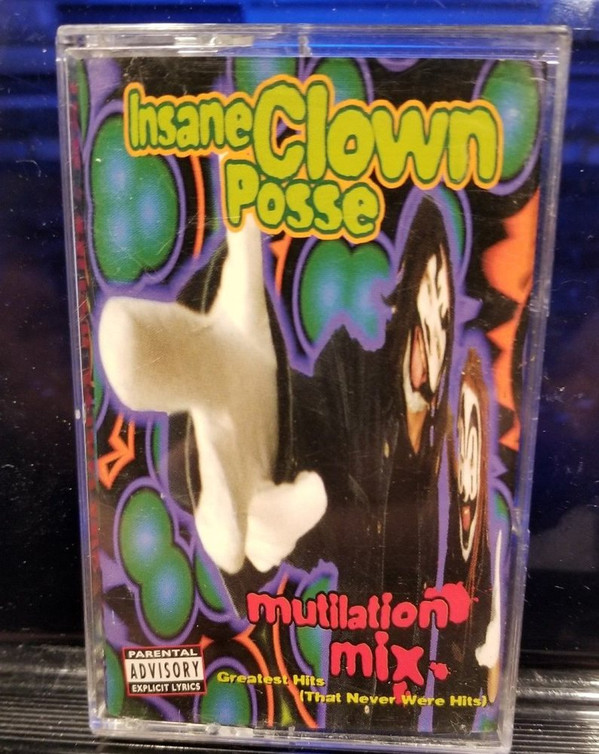 Insane Clown
Posse
mutilation
mix
PARENTAL
ADVISORY
EXPLICIT LYRICS
Greatest Hits
(That Never Were Hits)